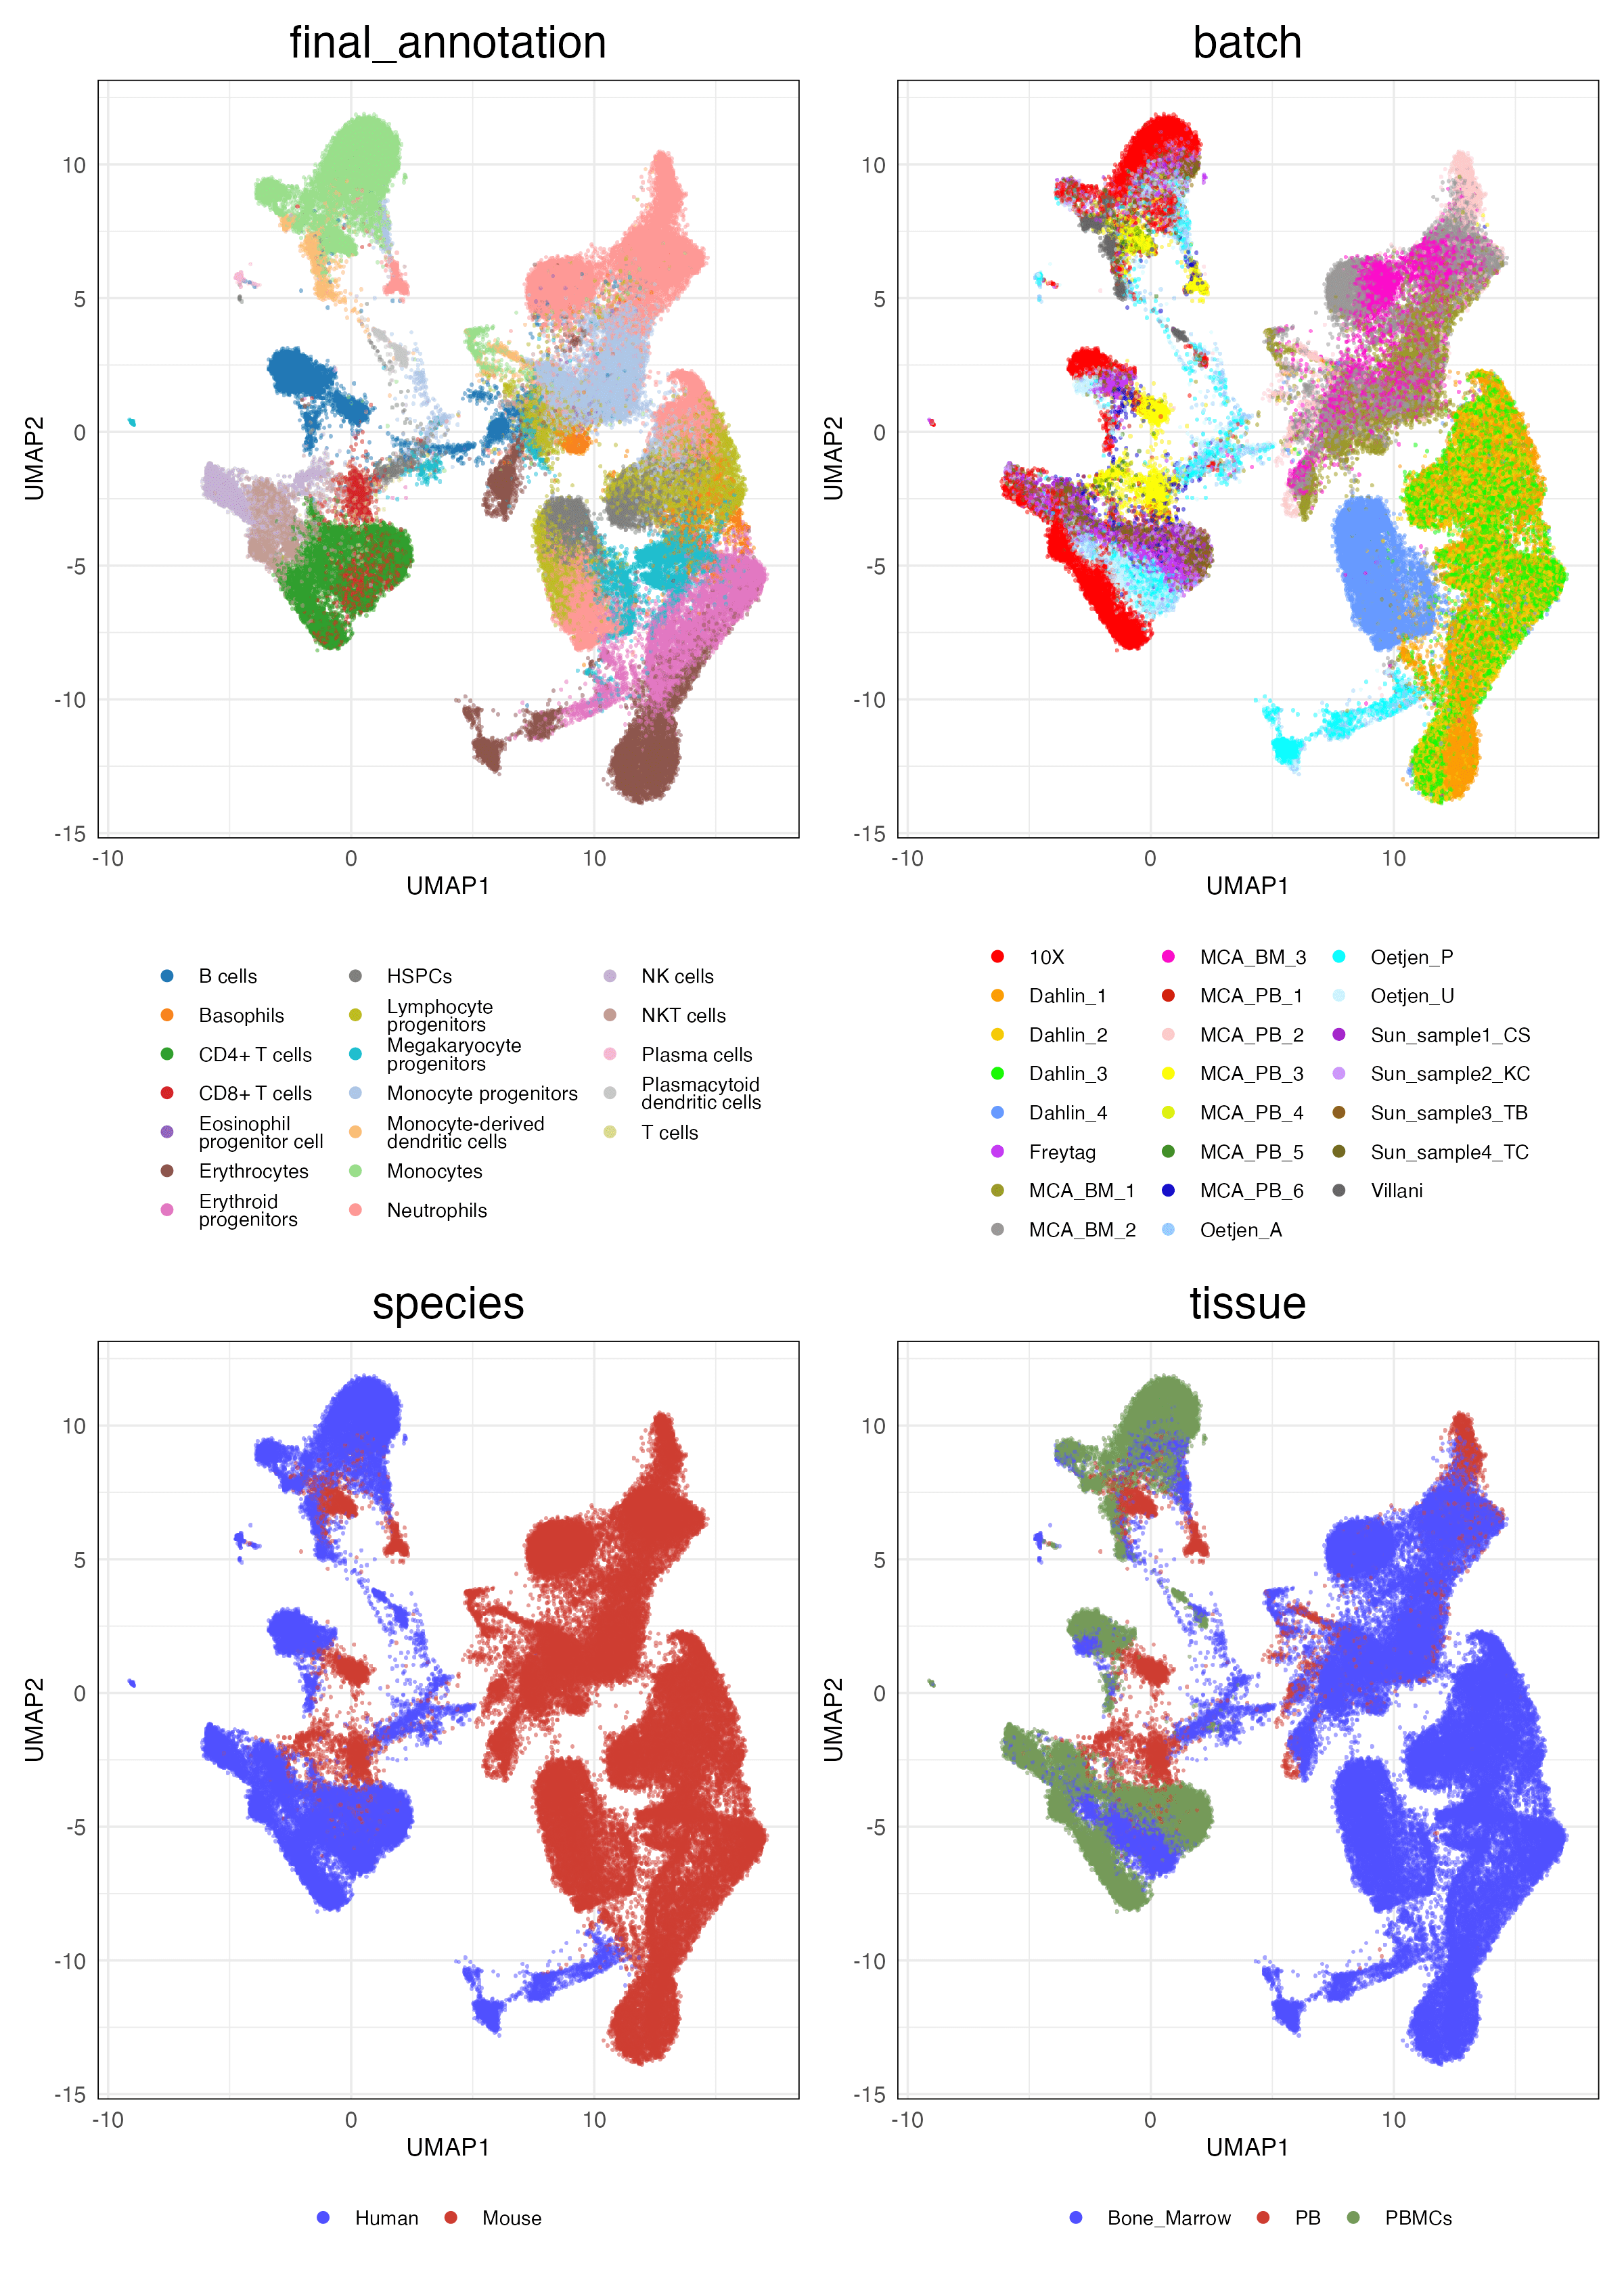 final_annotation
batch
UMAP2
10
5
0
-5
-10
-15
-10
0
10
UMAP1
UMAP2
10
5
0
-5
-10
-15
-10
0
10
UMAP1
B cells
Basophils
CD4+ T cells
CD8+ T cells
Eosinophil
progenitor cell
Erythrocytes
Erythroid
progenitors
HSPCs
Lymphocyte
progenitors
Megakaryocyte
progenitors
Monocyte progenitors
Monocyte-derived
dendritic cells
Monocytes
Neutrophils
NK cells
NKT cells
Plasma cells
Plasmacytoid
dendritic cells
T cells
10X
Dahlin_1
Dahlin_2
Dahlin_3
Dahlin_4
Freytag
MCA_BM_1
MCA_BM_2
MCA_BM_3
MCA_PB_1
MCA_PB_2
MCA_PB_3
MCA_PB_4
MCA_PB_5
MCA_PB_6
Oetjen_A
Oetjen_P
Oetjen_U
Sun_sample1_CS
Sun_sample2_KC
Sun_sample3_TB
Sun_sample4_TC
Villani
species
tissue
UMAP2
10
5
0
-5
-10
-15
-10
0
10
UMAP1
UMAP2
10
5
0
-5
-10
-15
-10
0
10
UMAP1
Human
Mouse
Bone_Marrow
PB
PBMCs